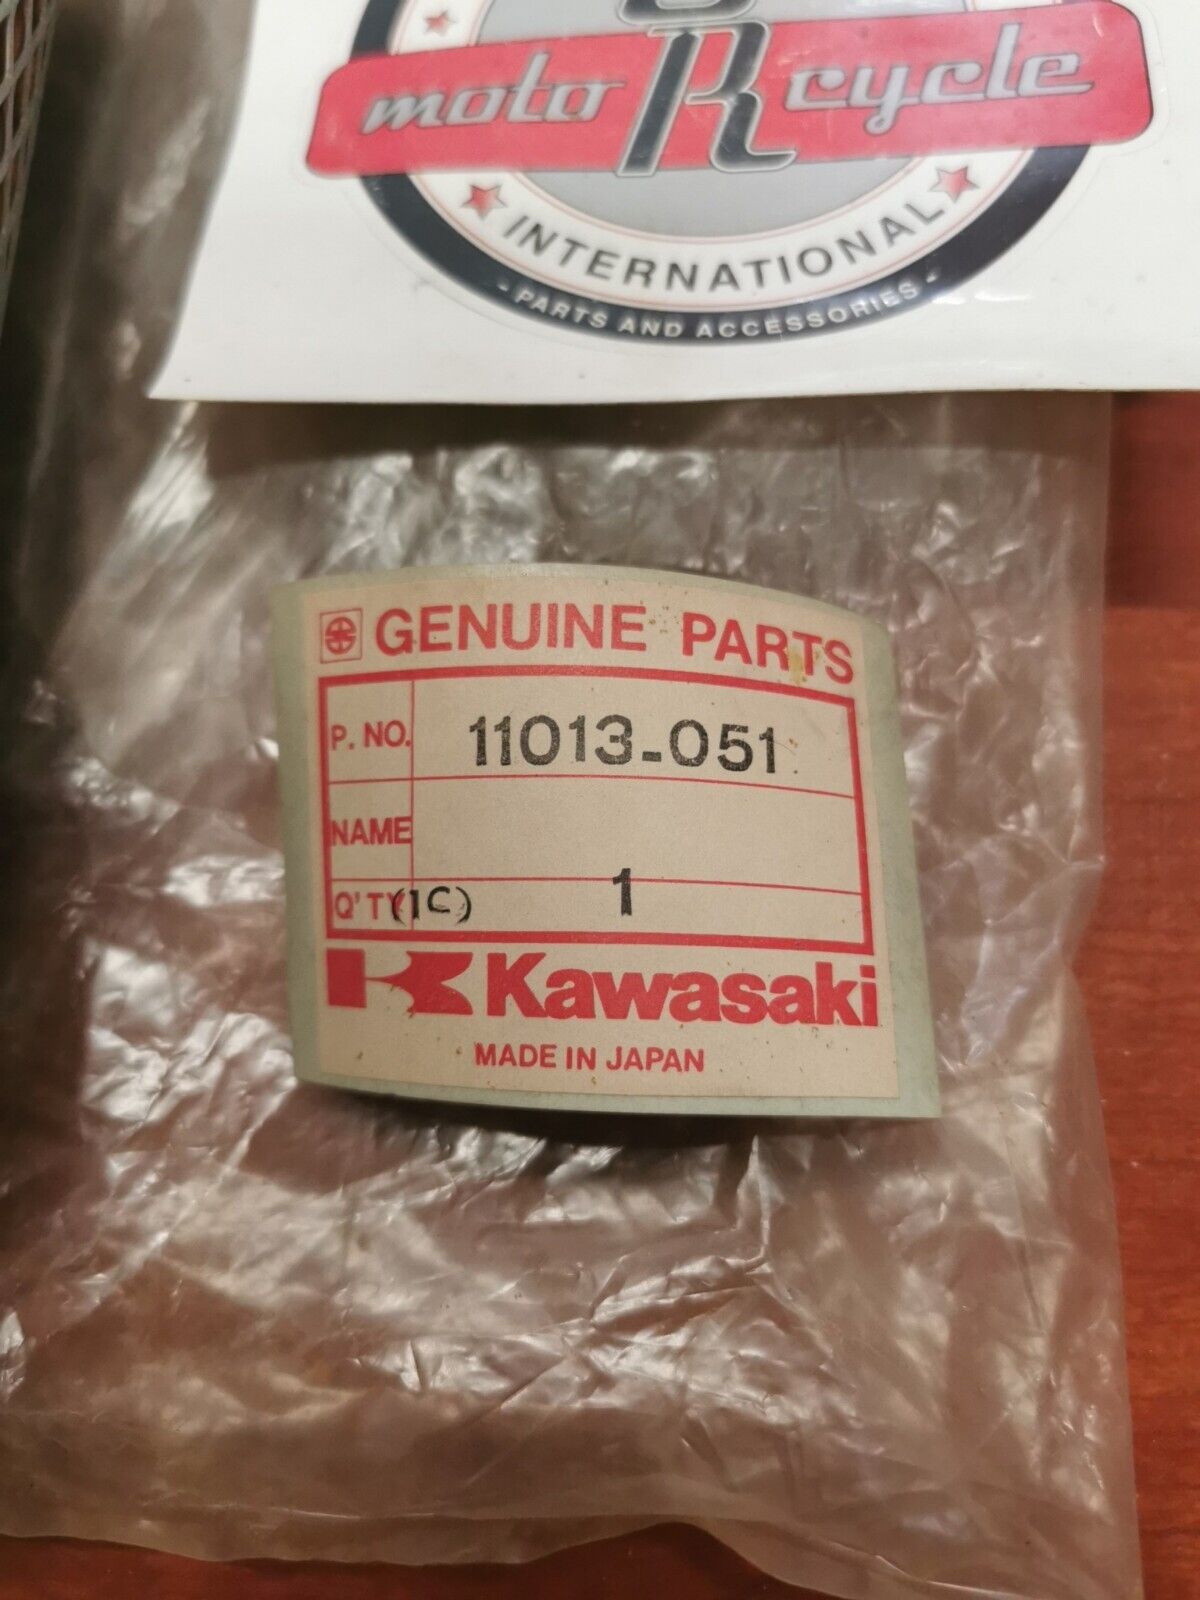 moto R cycle
INTERNATIONAL
- PARTS AND ACCESSORIES -
GENUINE PARTS
P. NO. 11013-051
NAME
Q'TY (1C) 1
Kawasaki
MADE IN JAPAN